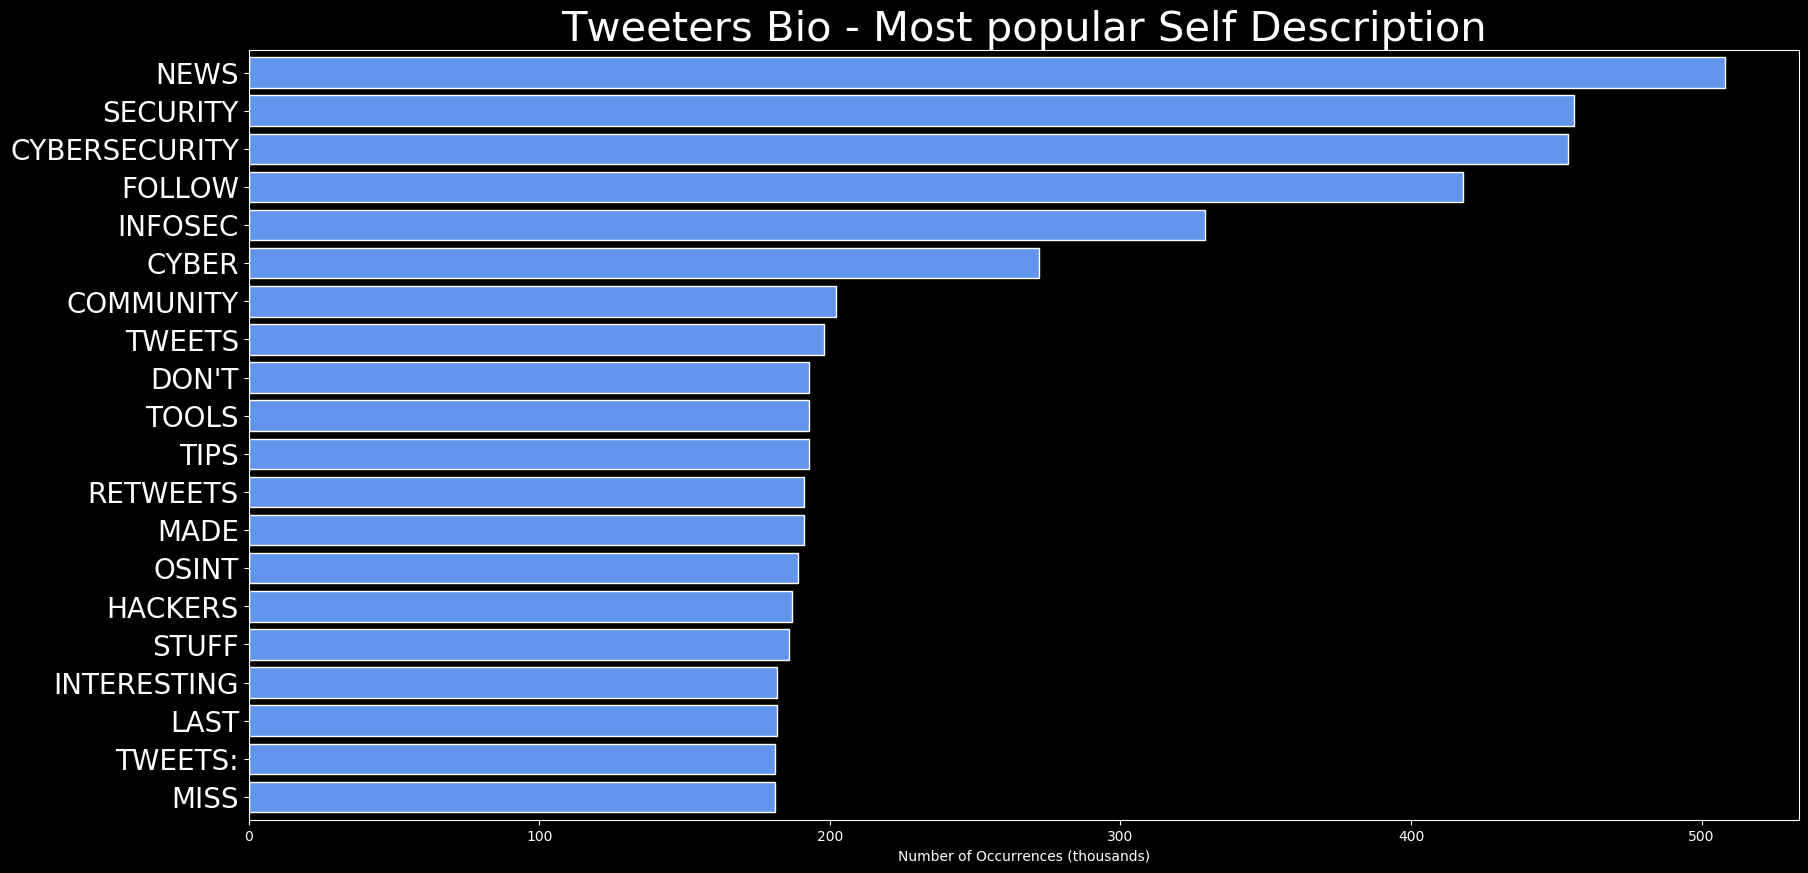 Tweeters Bio - Most popular Self Description
NEWS
SECURITY
CYBERSECURITY
FOLLOW
INFOSEC
CYBER
COMMUNITY
TWEETS
DON'T
TOOLS
TIPS
RETWEETS
MADE
OSINT
HACKERS
STUFF
INTERESTING
LAST
TWEETS:
MISS
0 100 200 300 400 500
Number of Occurrences (thousands)